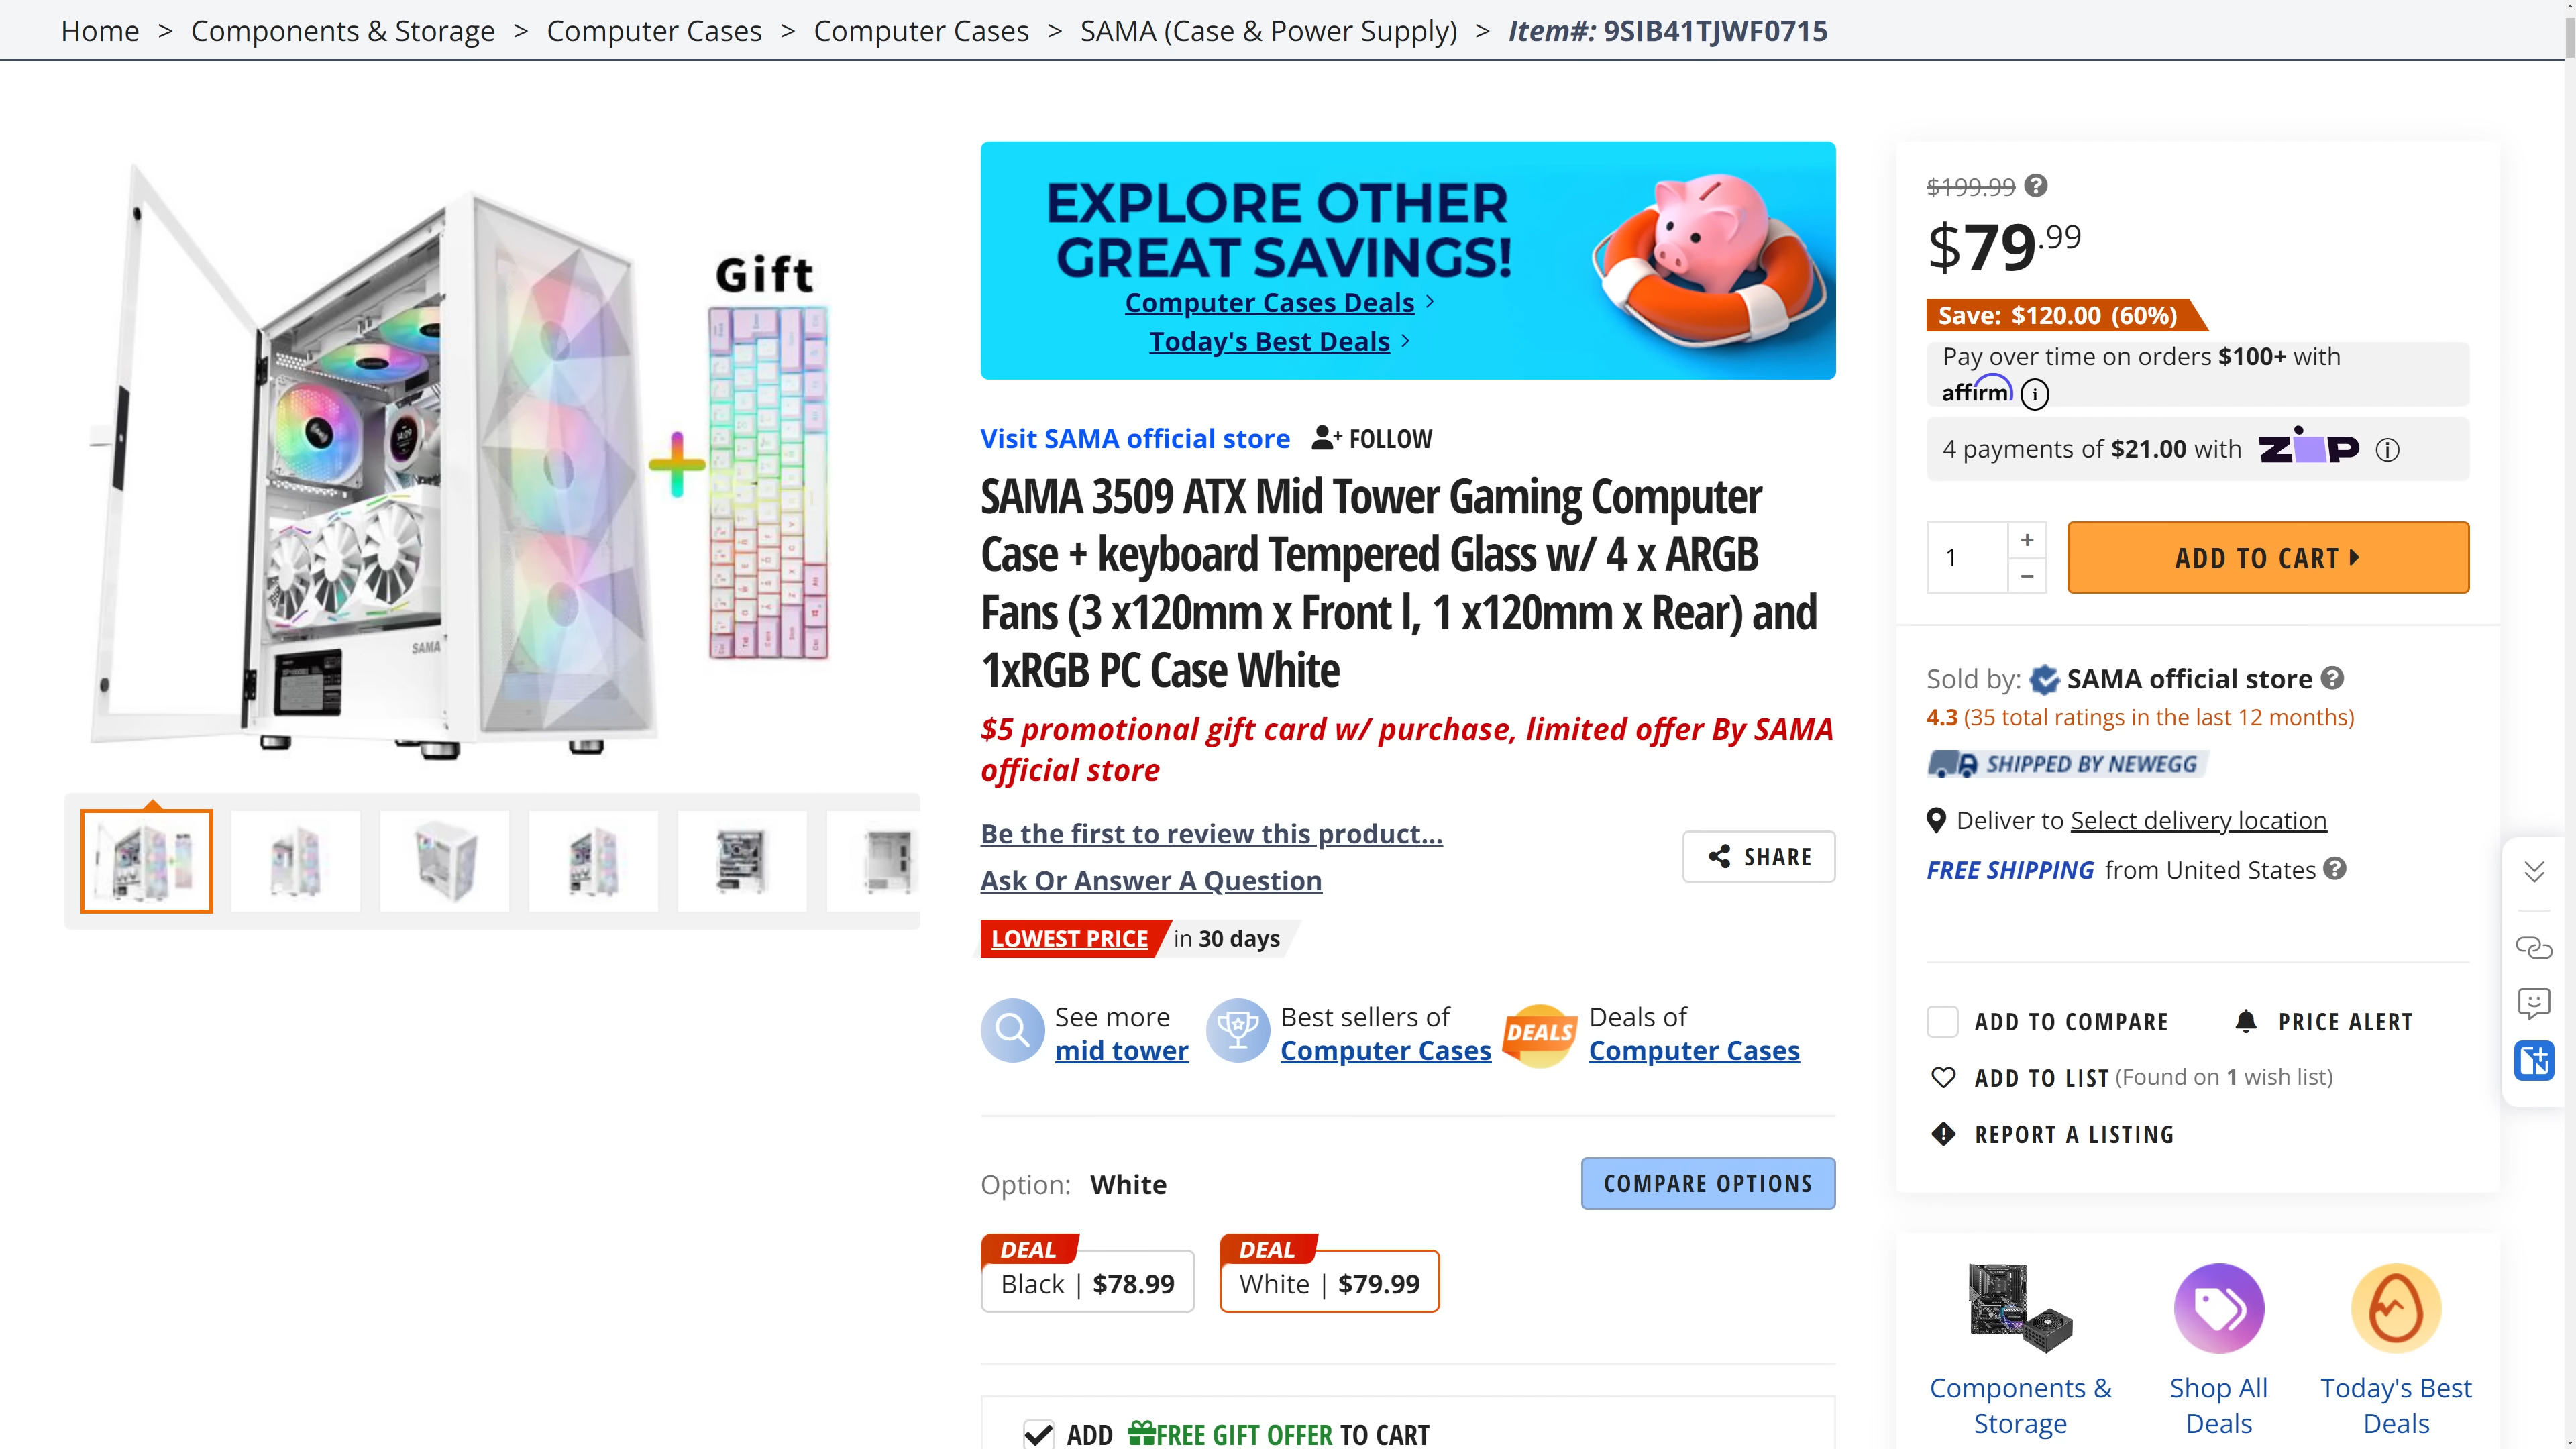 Home > Components & Storage > Computer Cases > Computer Cases > SAMA (Case & Power Supply) > Item#: 9SIB41TJWF0715
Gift
SAMA
EXPLORE OTHER
GREAT SAVINGS!
Computer Cases Deals
Today's Best Deals
Visit SAMA official store FOLLOW
SAMA 3509 ATX Mid Tower Gaming Computer
Case + keyboard Tempered Glass w/ 4 x ARGB
Fans (3 x120mm x Front l, 1 x120mm x Rear) and
1xRGB PC Case White
$5 promotional gift card w/ purchase, limited offer By SAMA
official store
Be the first to review this product...
Ask Or Answer A Question
SHARE
LOWEST PRICE in 30 days
See more
mid tower
Best sellers of
Computer Cases
DEALS
Deals of
Computer Cases
Option: White
COMPARE OPTIONS
DEAL
Black | $78.99
DEAL
White | $79.99
ADD FREE GIFT OFFER TO CART
$199.99
$79.99
Save: $120.00 (60%)
Pay over time on orders $100+ with
affirm
4 payments of $21.00 with ZIP
1
ADD TO CART
Sold by: SAMA official store
4.3 (35 total ratings in the last 12 months)
SHIPPED BY NEWEGG
Deliver to Select delivery location
FREE SHIPPING from United States
ADD TO COMPARE
PRICE ALERT
ADD TO LIST (Found on 1 wish list)
REPORT A LISTING
Components &
Storage
Shop All
Deals
Today's Best
Deals